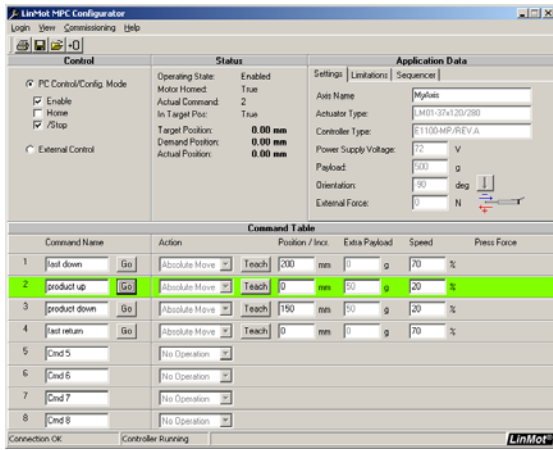 LinMot MPC Configurator
Login View Commissioning Help
Control
PC Control/Config. Mode
Enable
Home
/Stop
External Control
Status
Operating State: Enabled
Motor Homed: True
Actual Command: 2
In Target Pos: True
Target Position: 0.00 mm
Demand Position: 0.00 mm
Actual Position: 0.00 mm
Application Data
Settings Limitations Sequencer
Axis Name MyAxis
Actuator Type: LM01-37x120/280
Controller Type: E1100-MP/REV.A
Power Supply Voltage: 72 V
Payload: 500 g
Orientation: -90 deg
External Force: 0 N
Command Table
Command Name Action Position / Incr. Extra Payload Speed Press Force
1 fast down Go Absolute Move Teach 200 mm 0 g 70 %
2 product up Go Absolute Move Teach 0 mm 50 g 20 %
3 product down Go Absolute Move Teach 150 mm 50 g 20 %
4 fast return Go Absolute Move Teach 0 mm 0 g 70 %
5 Cmd 5 No Operation
6 Cmd 6 No Operation
7 Cmd 7 No Operation
8 Cmd 8 No Operation
Connection OK Controller Running LinMot®